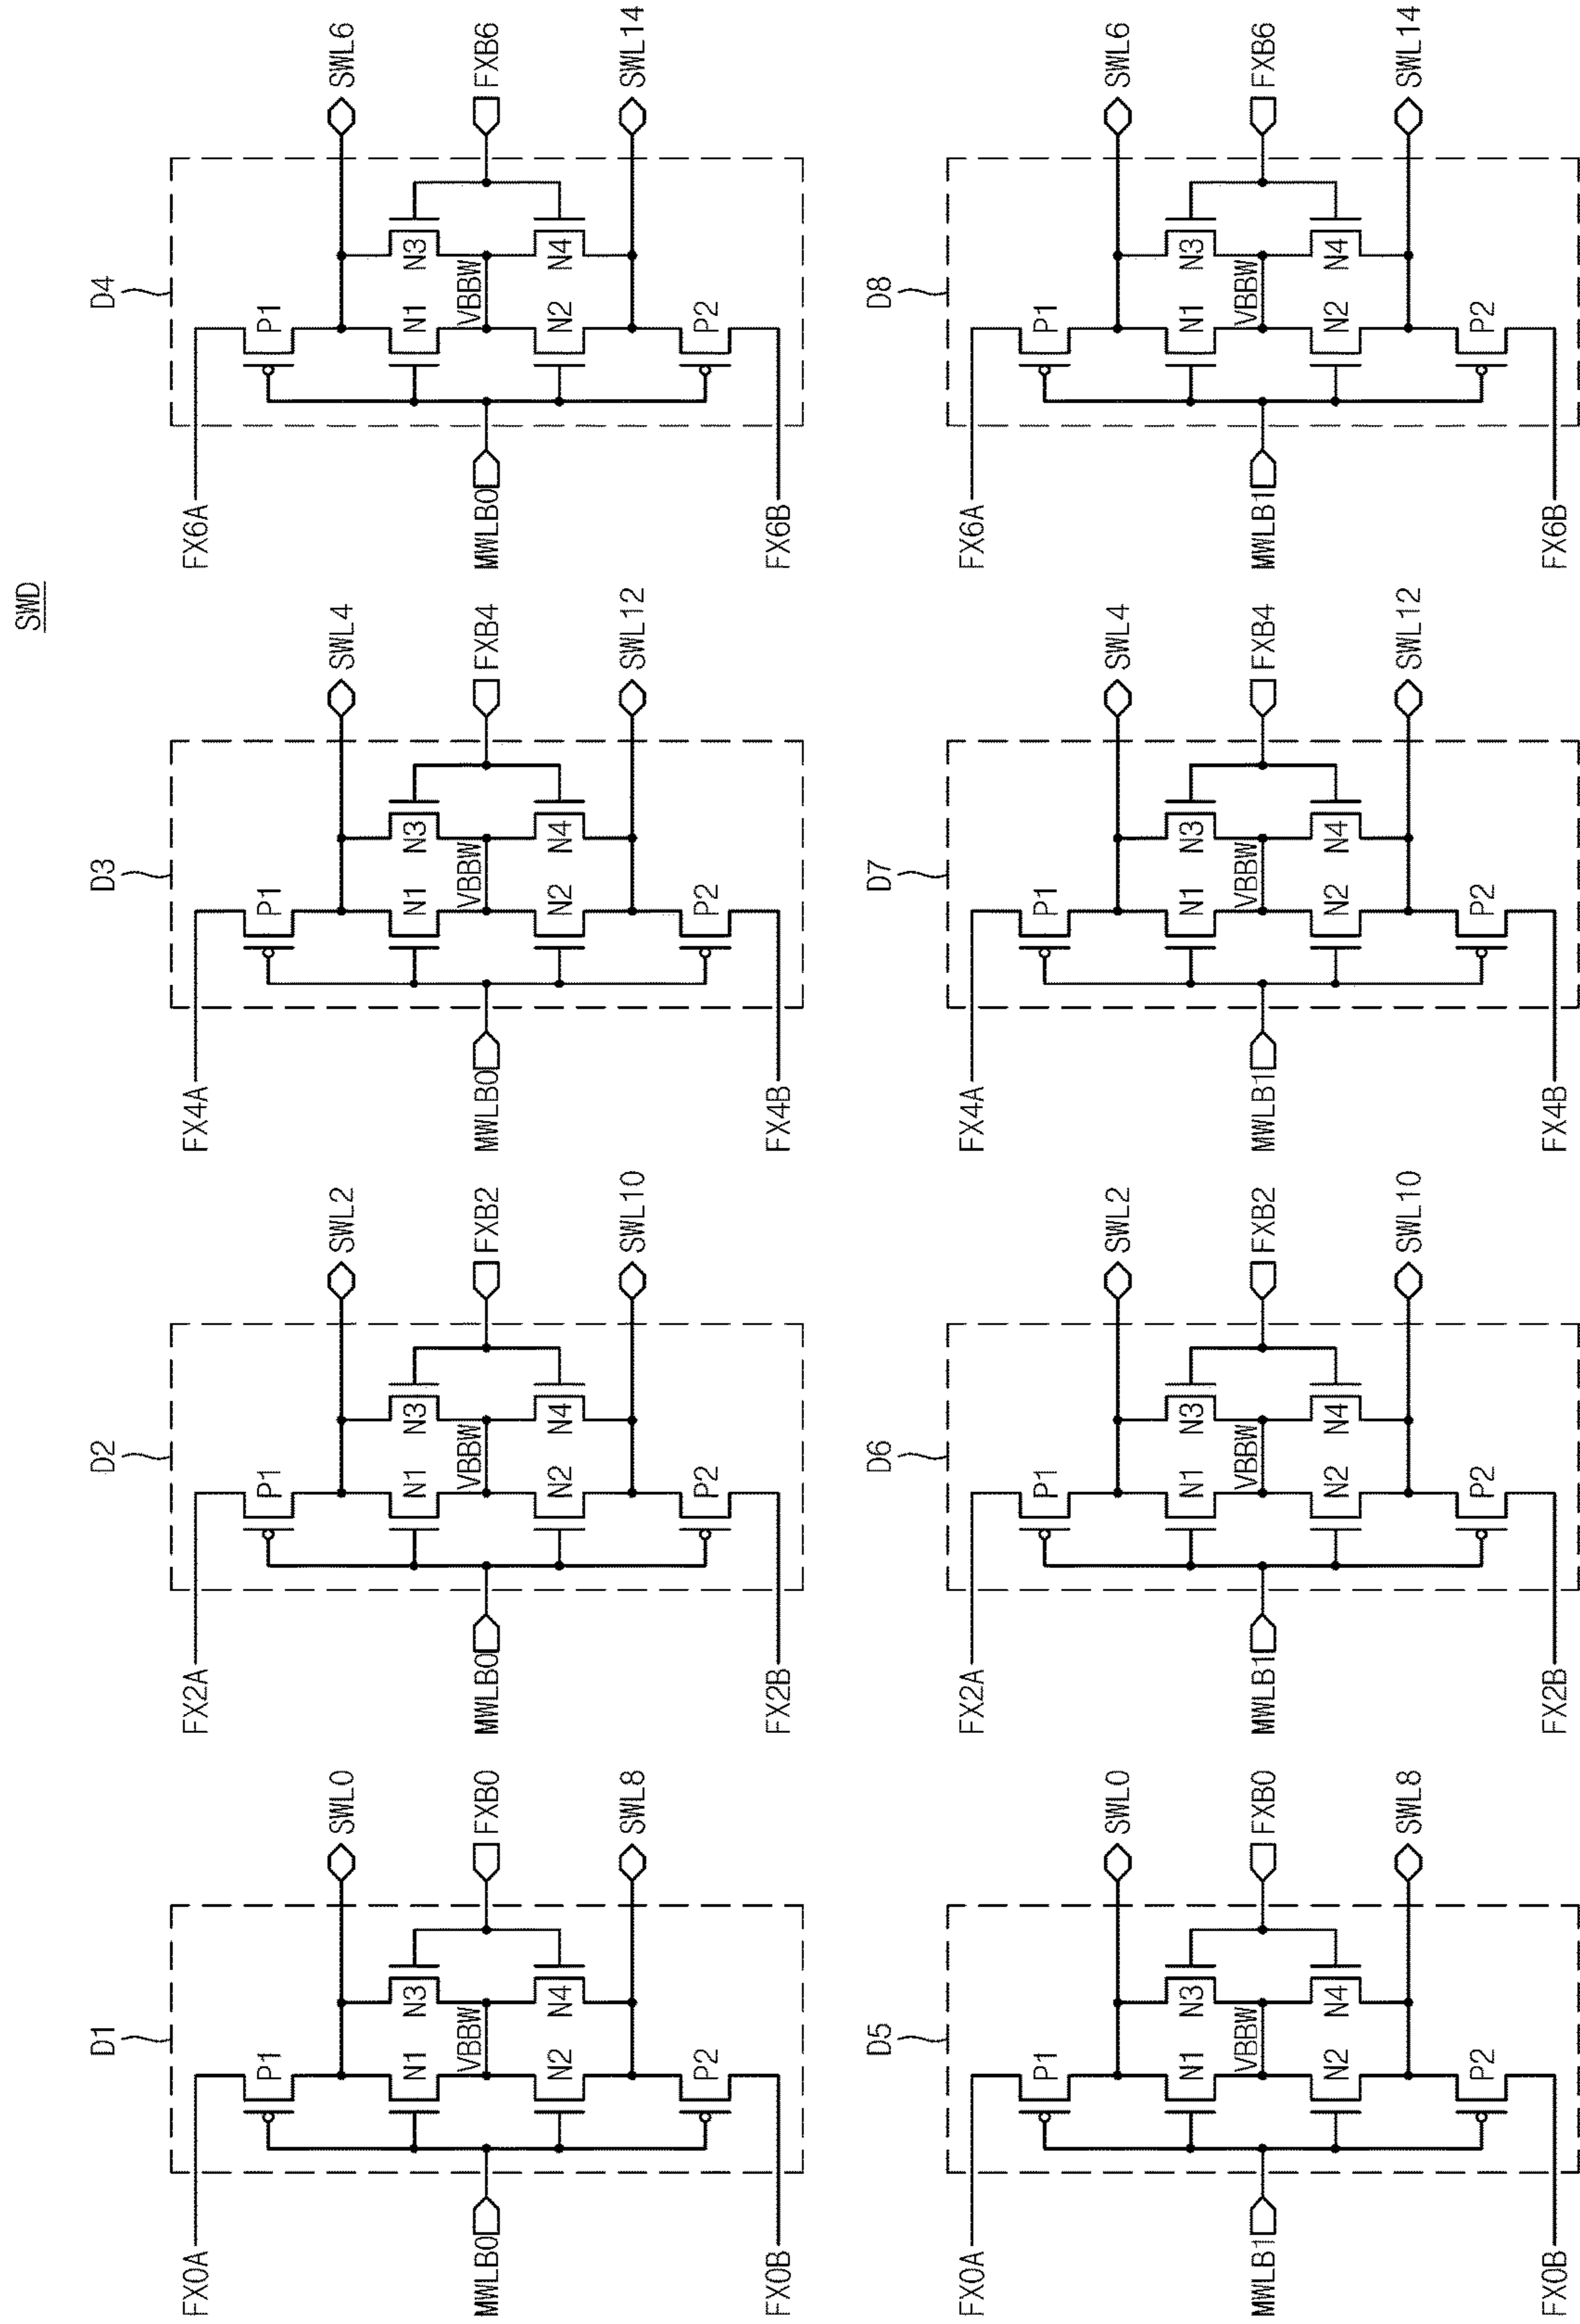 SWD
D1
FX0A
P1
SWL0
N1
N3
MWLB0
VBBW
FXB0
N2
N4
SWL8
P2
FX0B
D2
FX2A
P1
SWL2
N1
N3
MWLB0
VBBW
FXB2
N2
N4
SWL10
P2
FX2B
D3
FX4A
P1
SWL4
N1
N3
MWLB0
VBBW
FXB4
N2
N4
SWL12
P2
FX4B
D4
FX6A
P1
SWL6
N1
N3
MWLB0
VBBW
FXB6
N2
N4
SWL14
P2
FX6B
D5
FX0A
P1
SWL0
N1
N3
MWLB1
VBBW
FXB0
N2
N4
SWL8
P2
FX0B
D6
FX2A
P1
SWL2
N1
N3
MWLB1
VBBW
FXB2
N2
N4
SWL10
P2
FX2B
D7
FX4A
P1
SWL4
N1
N3
MWLB1
VBBW
FXB4
N2
N4
SWL12
P2
FX4B
D8
FX6A
P1
SWL6
N1
N3
MWLB1
VBBW
FXB6
N2
N4
SWL14
P2
FX6B